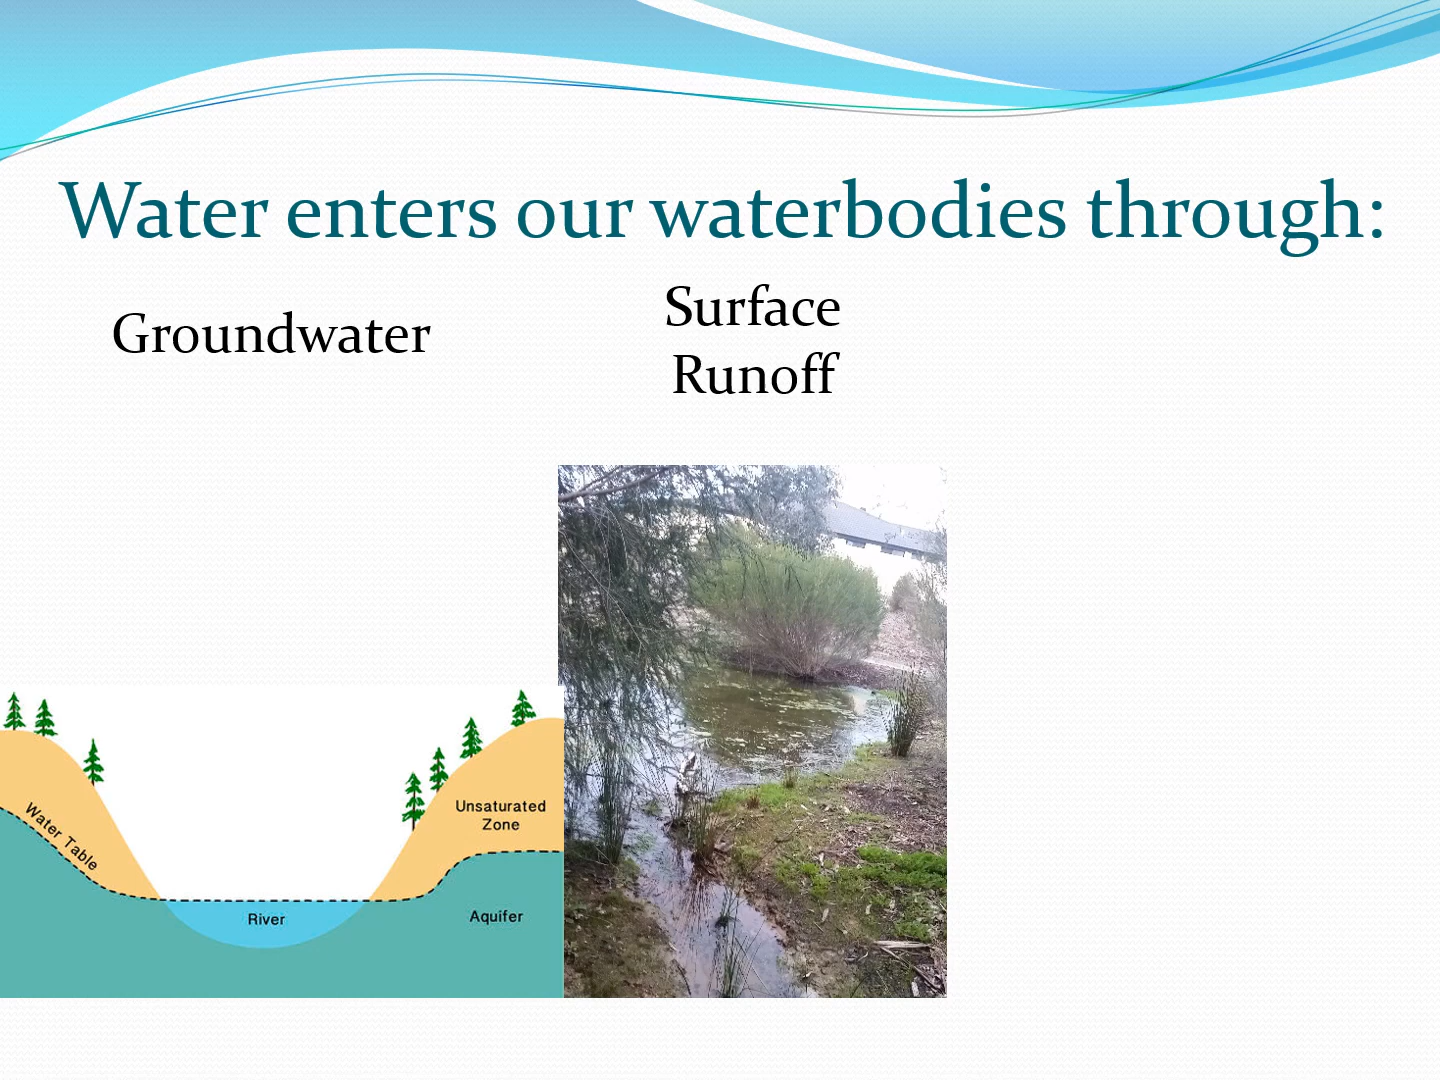 Water enters our waterbodies through:
Groundwater
Surface
Runoff
Water Table
Unsaturated
Zone
River
Aquifer